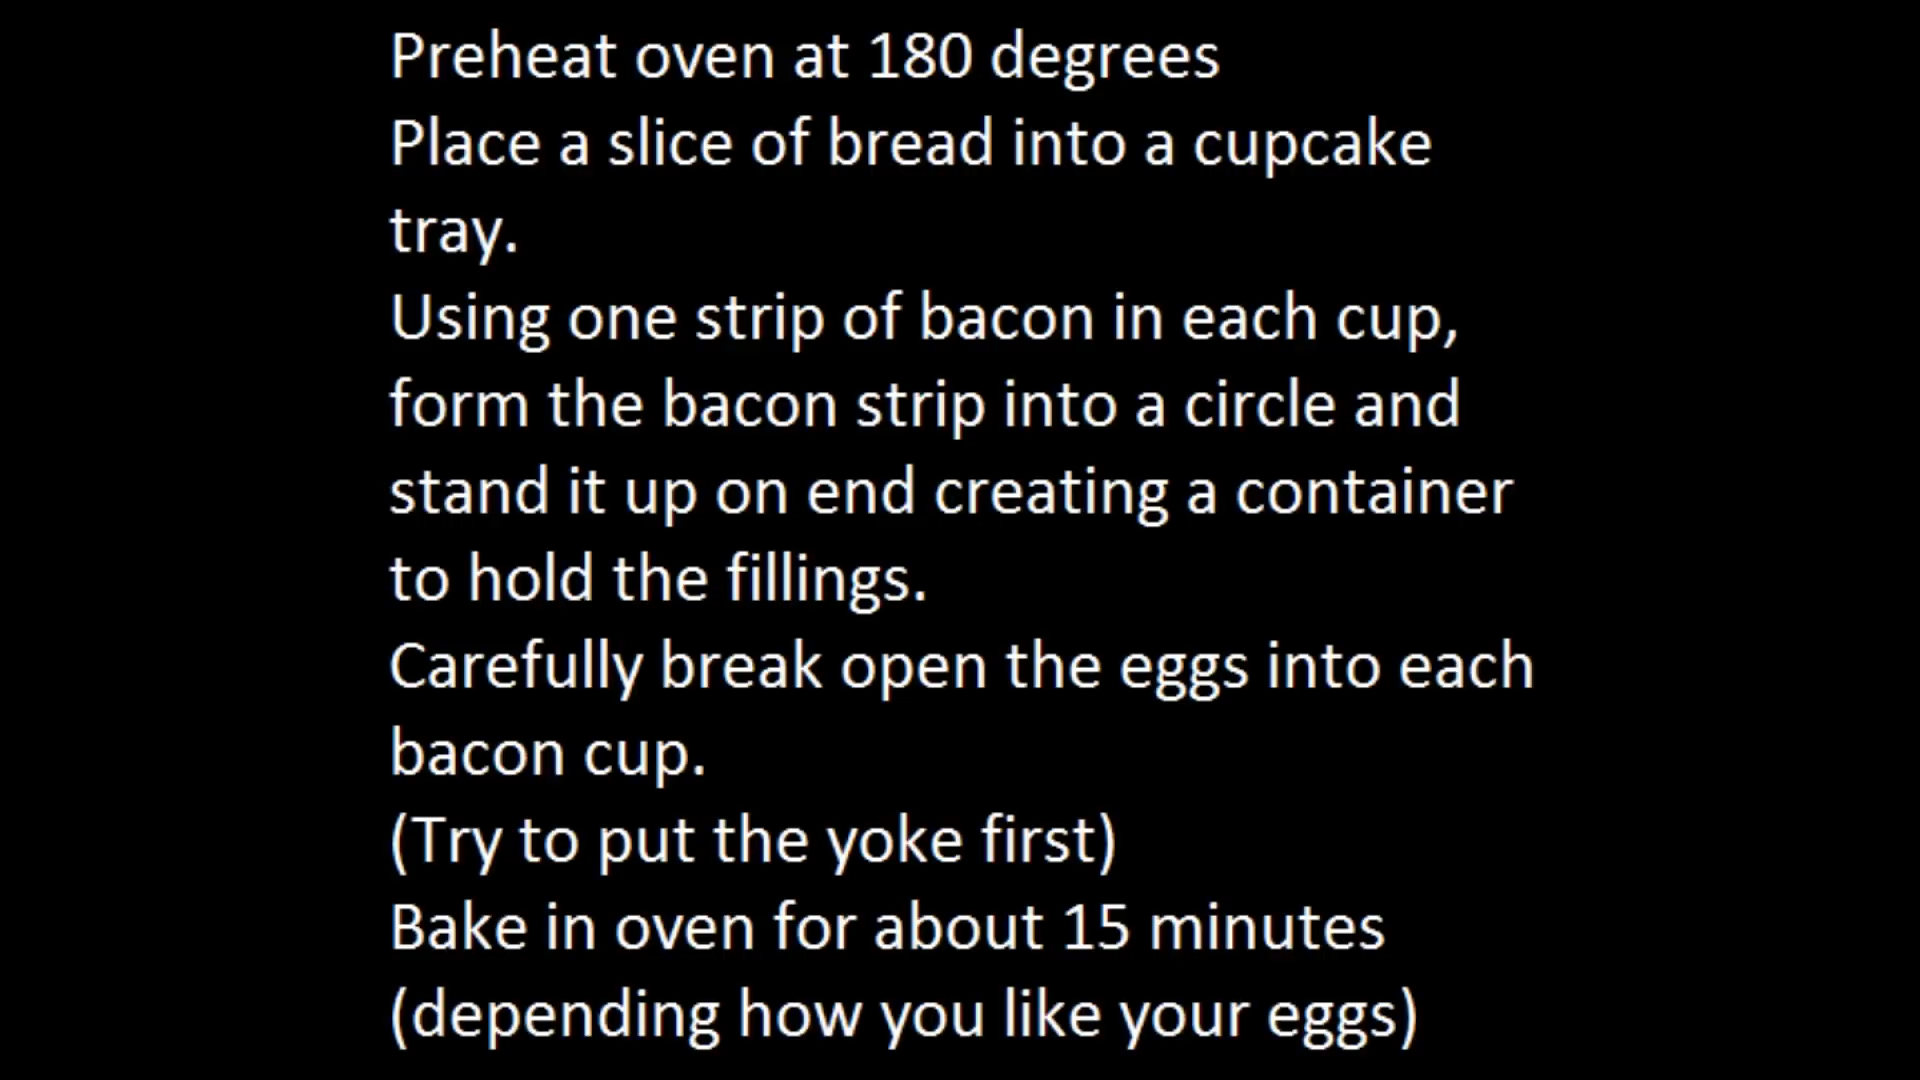 Preheat oven at 180 degrees
Place a slice of bread into a cupcake
tray.
Using one strip of bacon in each cup,
form the bacon strip into a circle and
stand it up on end creating a container
to hold the fillings.
Carefully break open the eggs into each
bacon cup.
(Try to put the yoke first)
Bake in oven for about 15 minutes
(depending how you like your eggs)